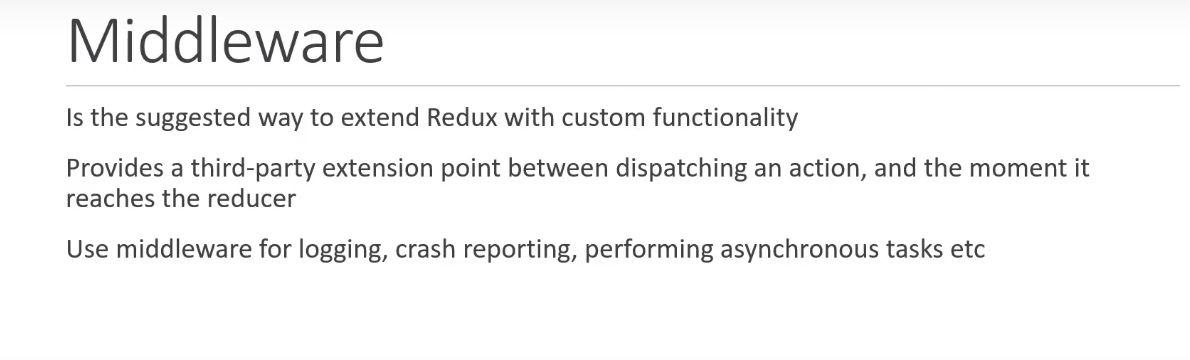 Middleware
Is the suggested way to extend Redux with custom functionality
Provides a third-party extension point between dispatching an action, and the moment it
reaches the reducer
Use middleware for logging, crash reporting, performing asynchronous tasks etc